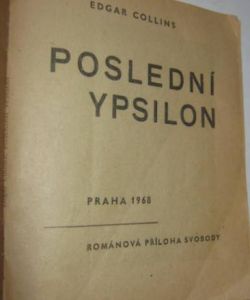 EDGAR COLLINS
POSLEDNÍ
YPSILON
PRAHA 1968
ROMÁNOVÁ PŘÍLOHA SVOBODY